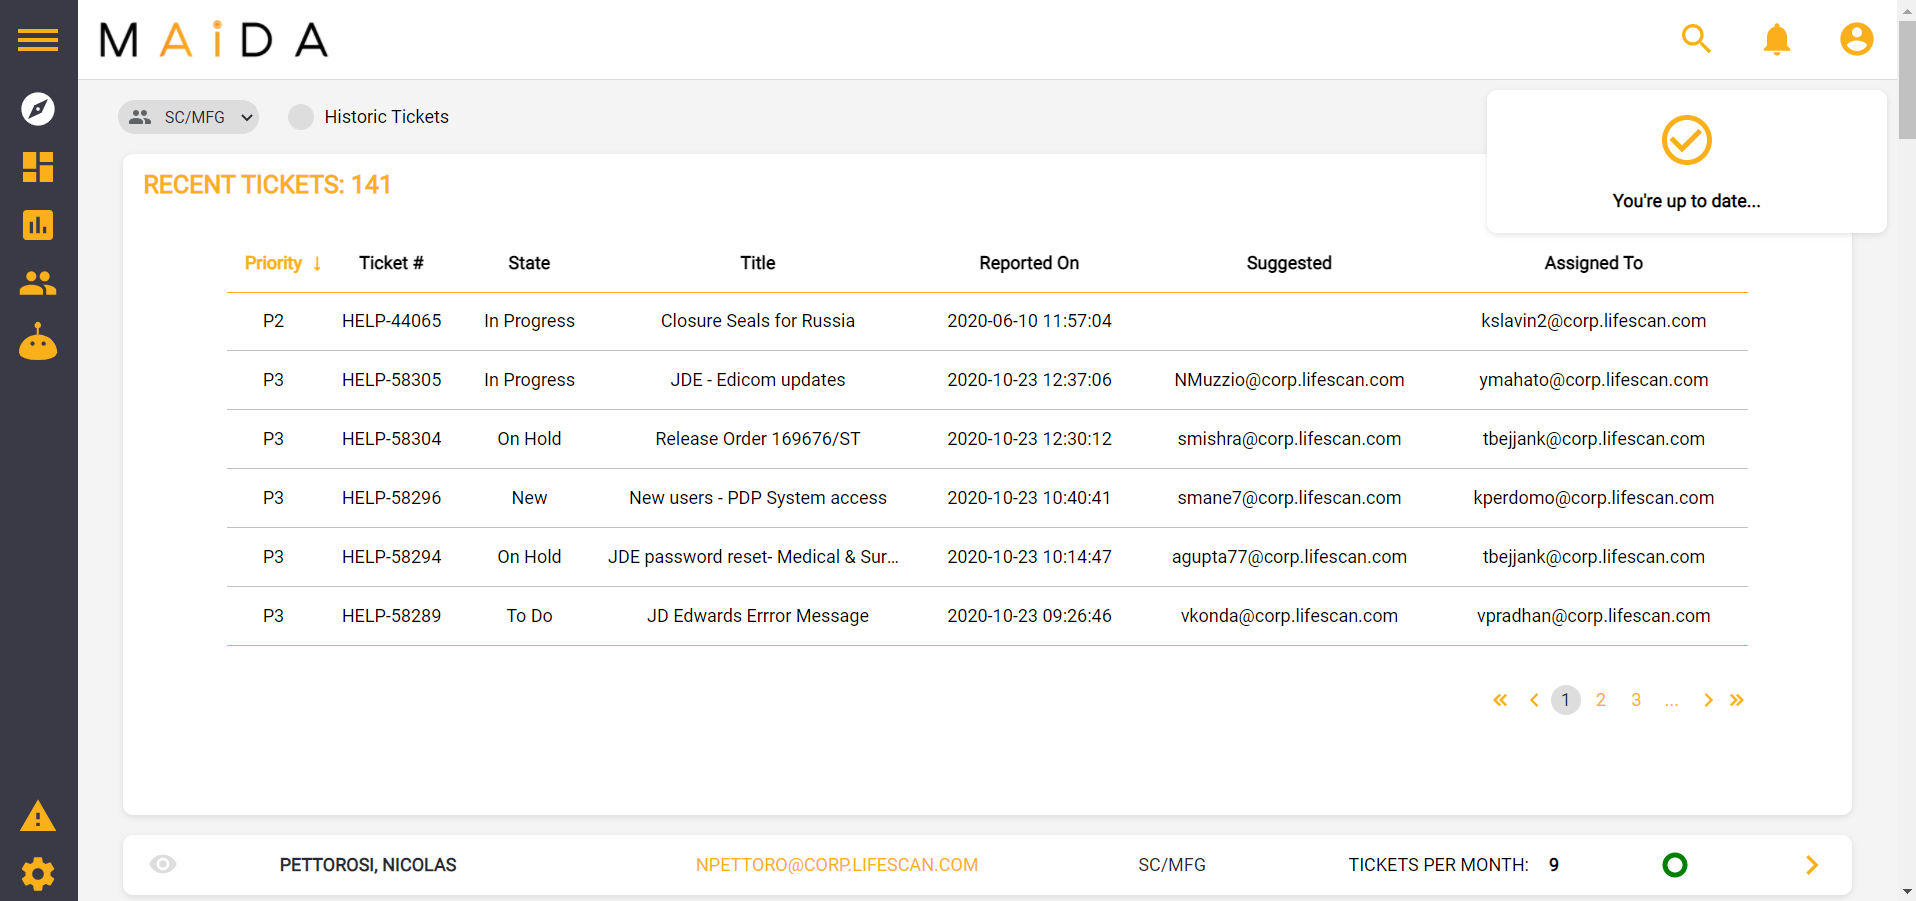 MAiDA
SC/MFG
Historic Tickets
You're up to date...
RECENT TICKETS: 141
Priority ↓ Ticket # State Title Reported On Suggested Assigned To
P2 HELP-44065 In Progress Closure Seals for Russia 2020-06-10 11:57:04 kslavin2@corp.lifescan.com
P3 HELP-58305 In Progress JDE - Edicom updates 2020-10-23 12:37:06 NMuzzio@corp.lifescan.com ymahato@corp.lifescan.com
P3 HELP-58304 On Hold Release Order 169676/ST 2020-10-23 12:30:12 smishra@corp.lifescan.com tbejjank@corp.lifescan.com
P3 HELP-58296 New New users - PDP System access 2020-10-23 10:40:41 smane7@corp.lifescan.com kperdomo@corp.lifescan.com
P3 HELP-58294 On Hold JDE password reset- Medical & Sur... 2020-10-23 10:14:47 agupta77@corp.lifescan.com tbejjank@corp.lifescan.com
P3 HELP-58289 To Do JD Edwards Errror Message 2020-10-23 09:26:46 vkonda@corp.lifescan.com vpradhan@corp.lifescan.com
« ‹ 1 2 3 ... › »
PETTOROSI, NICOLAS NPETTORO@CORP.LIFESCAN.COM SC/MFG TICKETS PER MONTH: 9